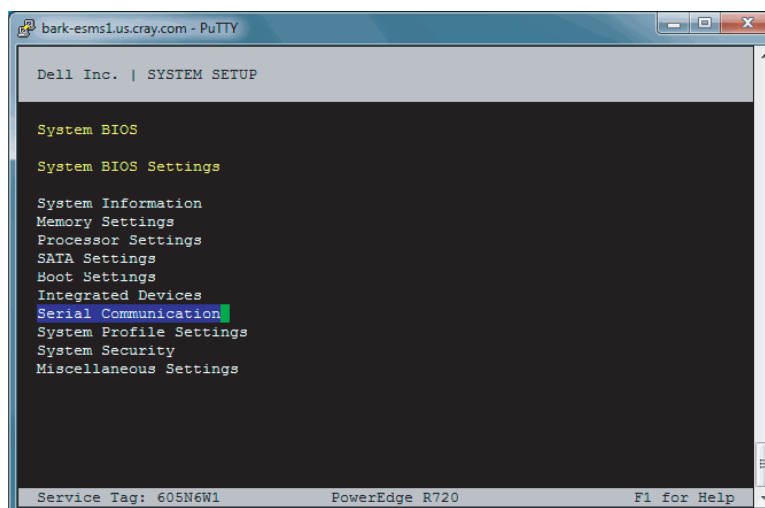 bark-esms1.us.cray.com - PuTTY
Dell Inc. | SYSTEM SETUP
System BIOS
System BIOS Settings
System Information
Memory Settings
Processor Settings
SATA Settings
Boot Settings
Integrated Devices
Serial Communication
System Profile Settings
System Security
Miscellaneous Settings
Service Tag: 605N6W1 PowerEdge R720 F1 for Help